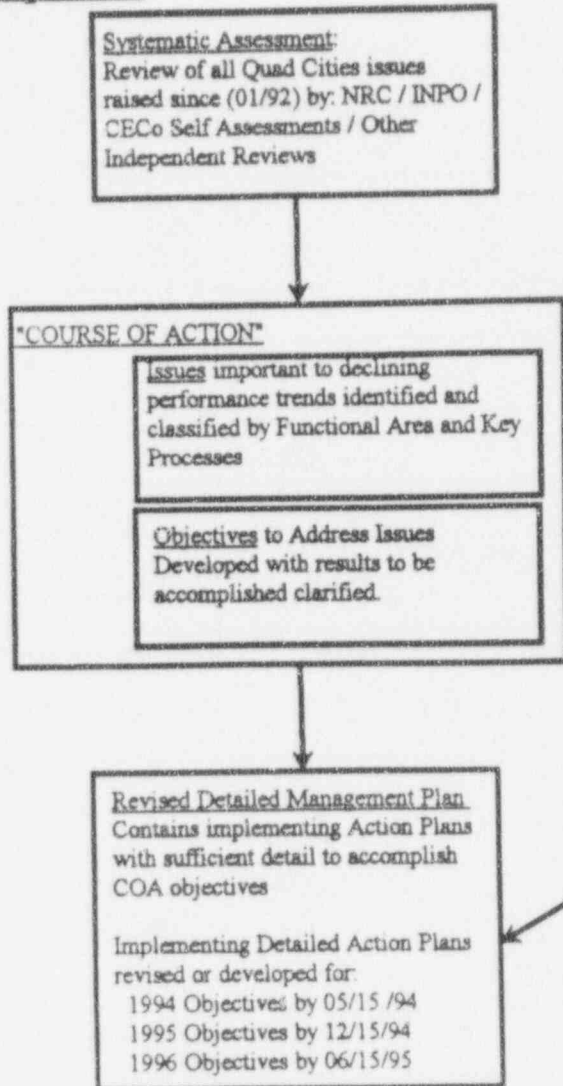 Systematic Assessment:
Review of all Quad Cities issues
raised since (01/92) by: NRC / INPO /
CECo Self Assessments / Other
Independent Reviews
"COURSE OF ACTION"
Issues important to declining
performance trends identified and
classified by Functional Area and Key
Processes
Objectives to Address Issues
Developed with results to be
accomplished clarified.
Revised Detailed Management Plan
Contains implementing Action Plans
with sufficient detail to accomplish
COA objectives
Implementing Detailed Action Plans
revised or developed for:
1994 Objectives by 05/15 /94
1995 Objectives by 12/15/94
1996 Objectives by 06/15/95